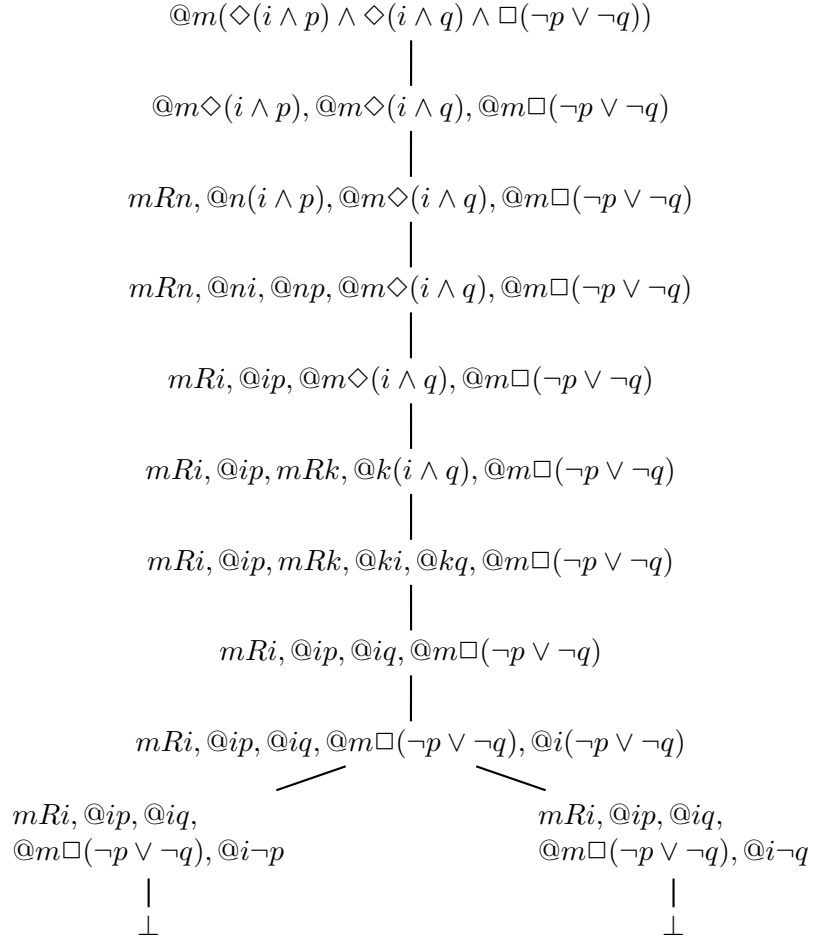 @m(◇(i ∧ p) ∧ ◇(i ∧ q) ∧ □(¬p ∨ ¬q))
@m◇(i ∧ p), @m◇(i ∧ q), @m□(¬p ∨ ¬q)
mRn, @n(i ∧ p), @m◇(i ∧ q), @m□(¬p ∨ ¬q)
mRn, @ni, @np, @m◇(i ∧ q), @m□(¬p ∨ ¬q)
mRi, @ip, @m◇(i ∧ q), @m□(¬p ∨ ¬q)
mRi, @ip, mRk, @k(i ∧ q), @m□(¬p ∨ ¬q)
mRi, @ip, mRk, @ki, @kq, @m□(¬p ∨ ¬q)
mRi, @ip, @iq, @m□(¬p ∨ ¬q)
mRi, @ip, @iq, @m□(¬p ∨ ¬q), @i(¬p ∨ ¬q)
mRi, @ip, @iq,
@m□(¬p ∨ ¬q), @i¬p
⊥
mRi, @ip, @iq,
@m□(¬p ∨ ¬q), @i¬q
⊥